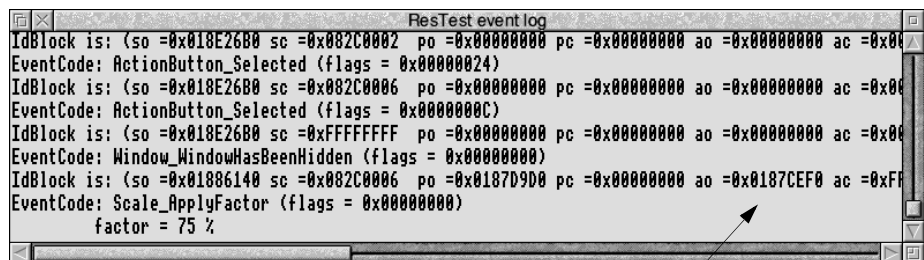 ResTest event log
IdBlock is: (so =0x018E26B0 sc =0x082C0002  po =0x00000000 pc =0x00000000 ao =0x00000000 ac =0x00
EventCode: ActionButton_Selected (flags = 0x00000024)
IdBlock is: (so =0x018E26B0 sc =0x082C0006  po =0x00000000 pc =0x00000000 ao =0x00000000 ac =0x00
EventCode: ActionButton_Selected (flags = 0x0000000C)
IdBlock is: (so =0x018E26B0 sc =0xFFFFFFFF  po =0x00000000 pc =0x00000000 ao =0x00000000 ac =0x00
EventCode: Window_WindowHasBeenHidden (flags = 0x00000000)
IdBlock is: (so =0x01886140 sc =0x082C0006  po =0x0187D9D0 pc =0x00000000 ao =0x0187CEF0 ac =0xFF
EventCode: Scale_ApplyFactor (flags = 0x00000000)
factor = 75 %